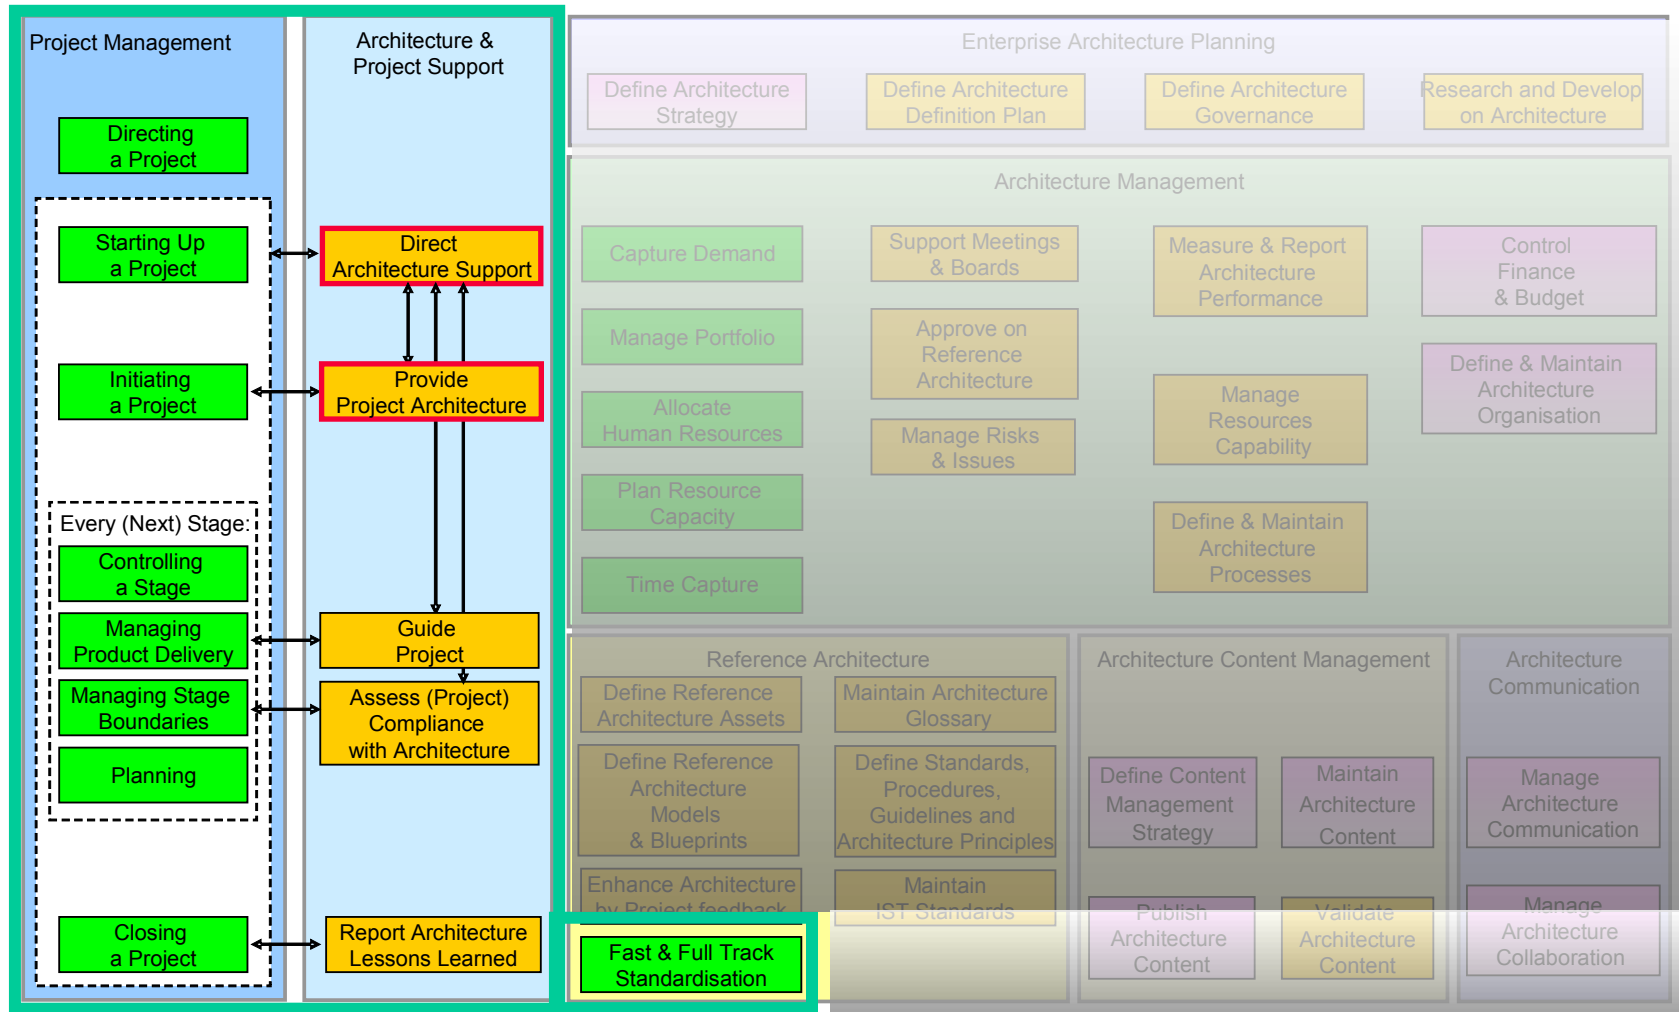 Project Management
Directing
a Project
Starting Up
a Project
Initiating
a Project
Every (Next) Stage:
Controlling
a Stage
Managing
Product Delivery
Managing Stage
Boundaries
Planning
Closing
a Project
Architecture &
Project Support
Direct
Architecture Support
Provide
Project Architecture
Guide
Project
Assess (Project)
Compliance
with Architecture
Report Architecture
Lessons Learned
Enterprise Architecture Planning
Define Architecture
Strategy
Define Architecture
Definition Plan
Define Architecture
Governance
Research and Develop
on Architecture
Architecture Management
Capture Demand
Manage Portfolio
Allocate
Human Resources
Plan Resource
Capacity
Time Capture
Support Meetings
& Boards
Approve on
Reference
Architecture
Manage Risks
& Issues
Measure & Report
Architecture
Performance
Manage
Resources
Capability
Define & Maintain
Architecture
Processes
Control
Finance
& Budget
Define & Maintain
Architecture
Organisation
Reference Architecture
Define Reference
Architecture Assets
Define Reference
Architecture
Models
& Blueprints
Enhance Architecture
by Project feedback
Fast & Full Track
Standardisation
Maintain Architecture
Glossary
Define Standards,
Procedures,
Guidelines and
Architecture Principles
Maintain
IST Standards
Architecture Content Management
Define Content
Management
Strategy
Maintain
Architecture
Content
Publish
Architecture
Content
Validate
Architecture
Content
Architecture
Communication
Manage
Architecture
Communication
Manage
Architecture
Collaboration